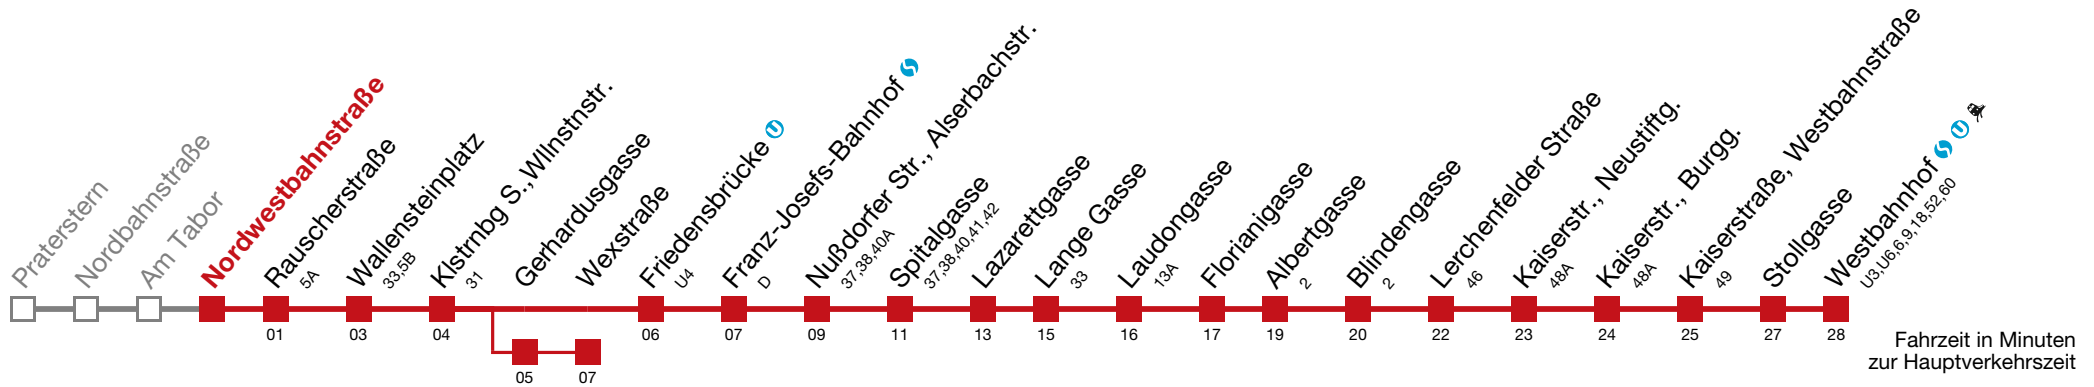 Praterstern
Nordbahnstraße
Am Tabor
Nordwestbahnstraße
Rauscherstraße
5A
Wallensteinplatz
33,5B
Klstrnbg S.,Wllnstnstr.
31
Gerhardusgasse
Wexstraße
Friedensbrücke U
U4
Franz-Josefs-Bahnhof S
D
Nußdorfer Str., Alserbachstr.
37,38,40A
Spitalgasse
37,38,40,41,42
Lazarettgasse
Lange Gasse
33
Laudongasse
13A
Florianigasse
Albertgasse
2
Blindengasse
2
Lerchenfelder Straße
46
Kaiserstr., Neustiftg.
48A
Kaiserstr., Burgg.
48A
Kaiserstraße, Westbahnstraße
49
Stollgasse
Westbahnhof S U
U3,U6,6,9,18,52,60
01 03 04 06 07 09 11 13 15 16 17 19 20 22 23 24 25 27 28
05 07
Fahrzeit in Minuten
zur Hauptverkehrszeit